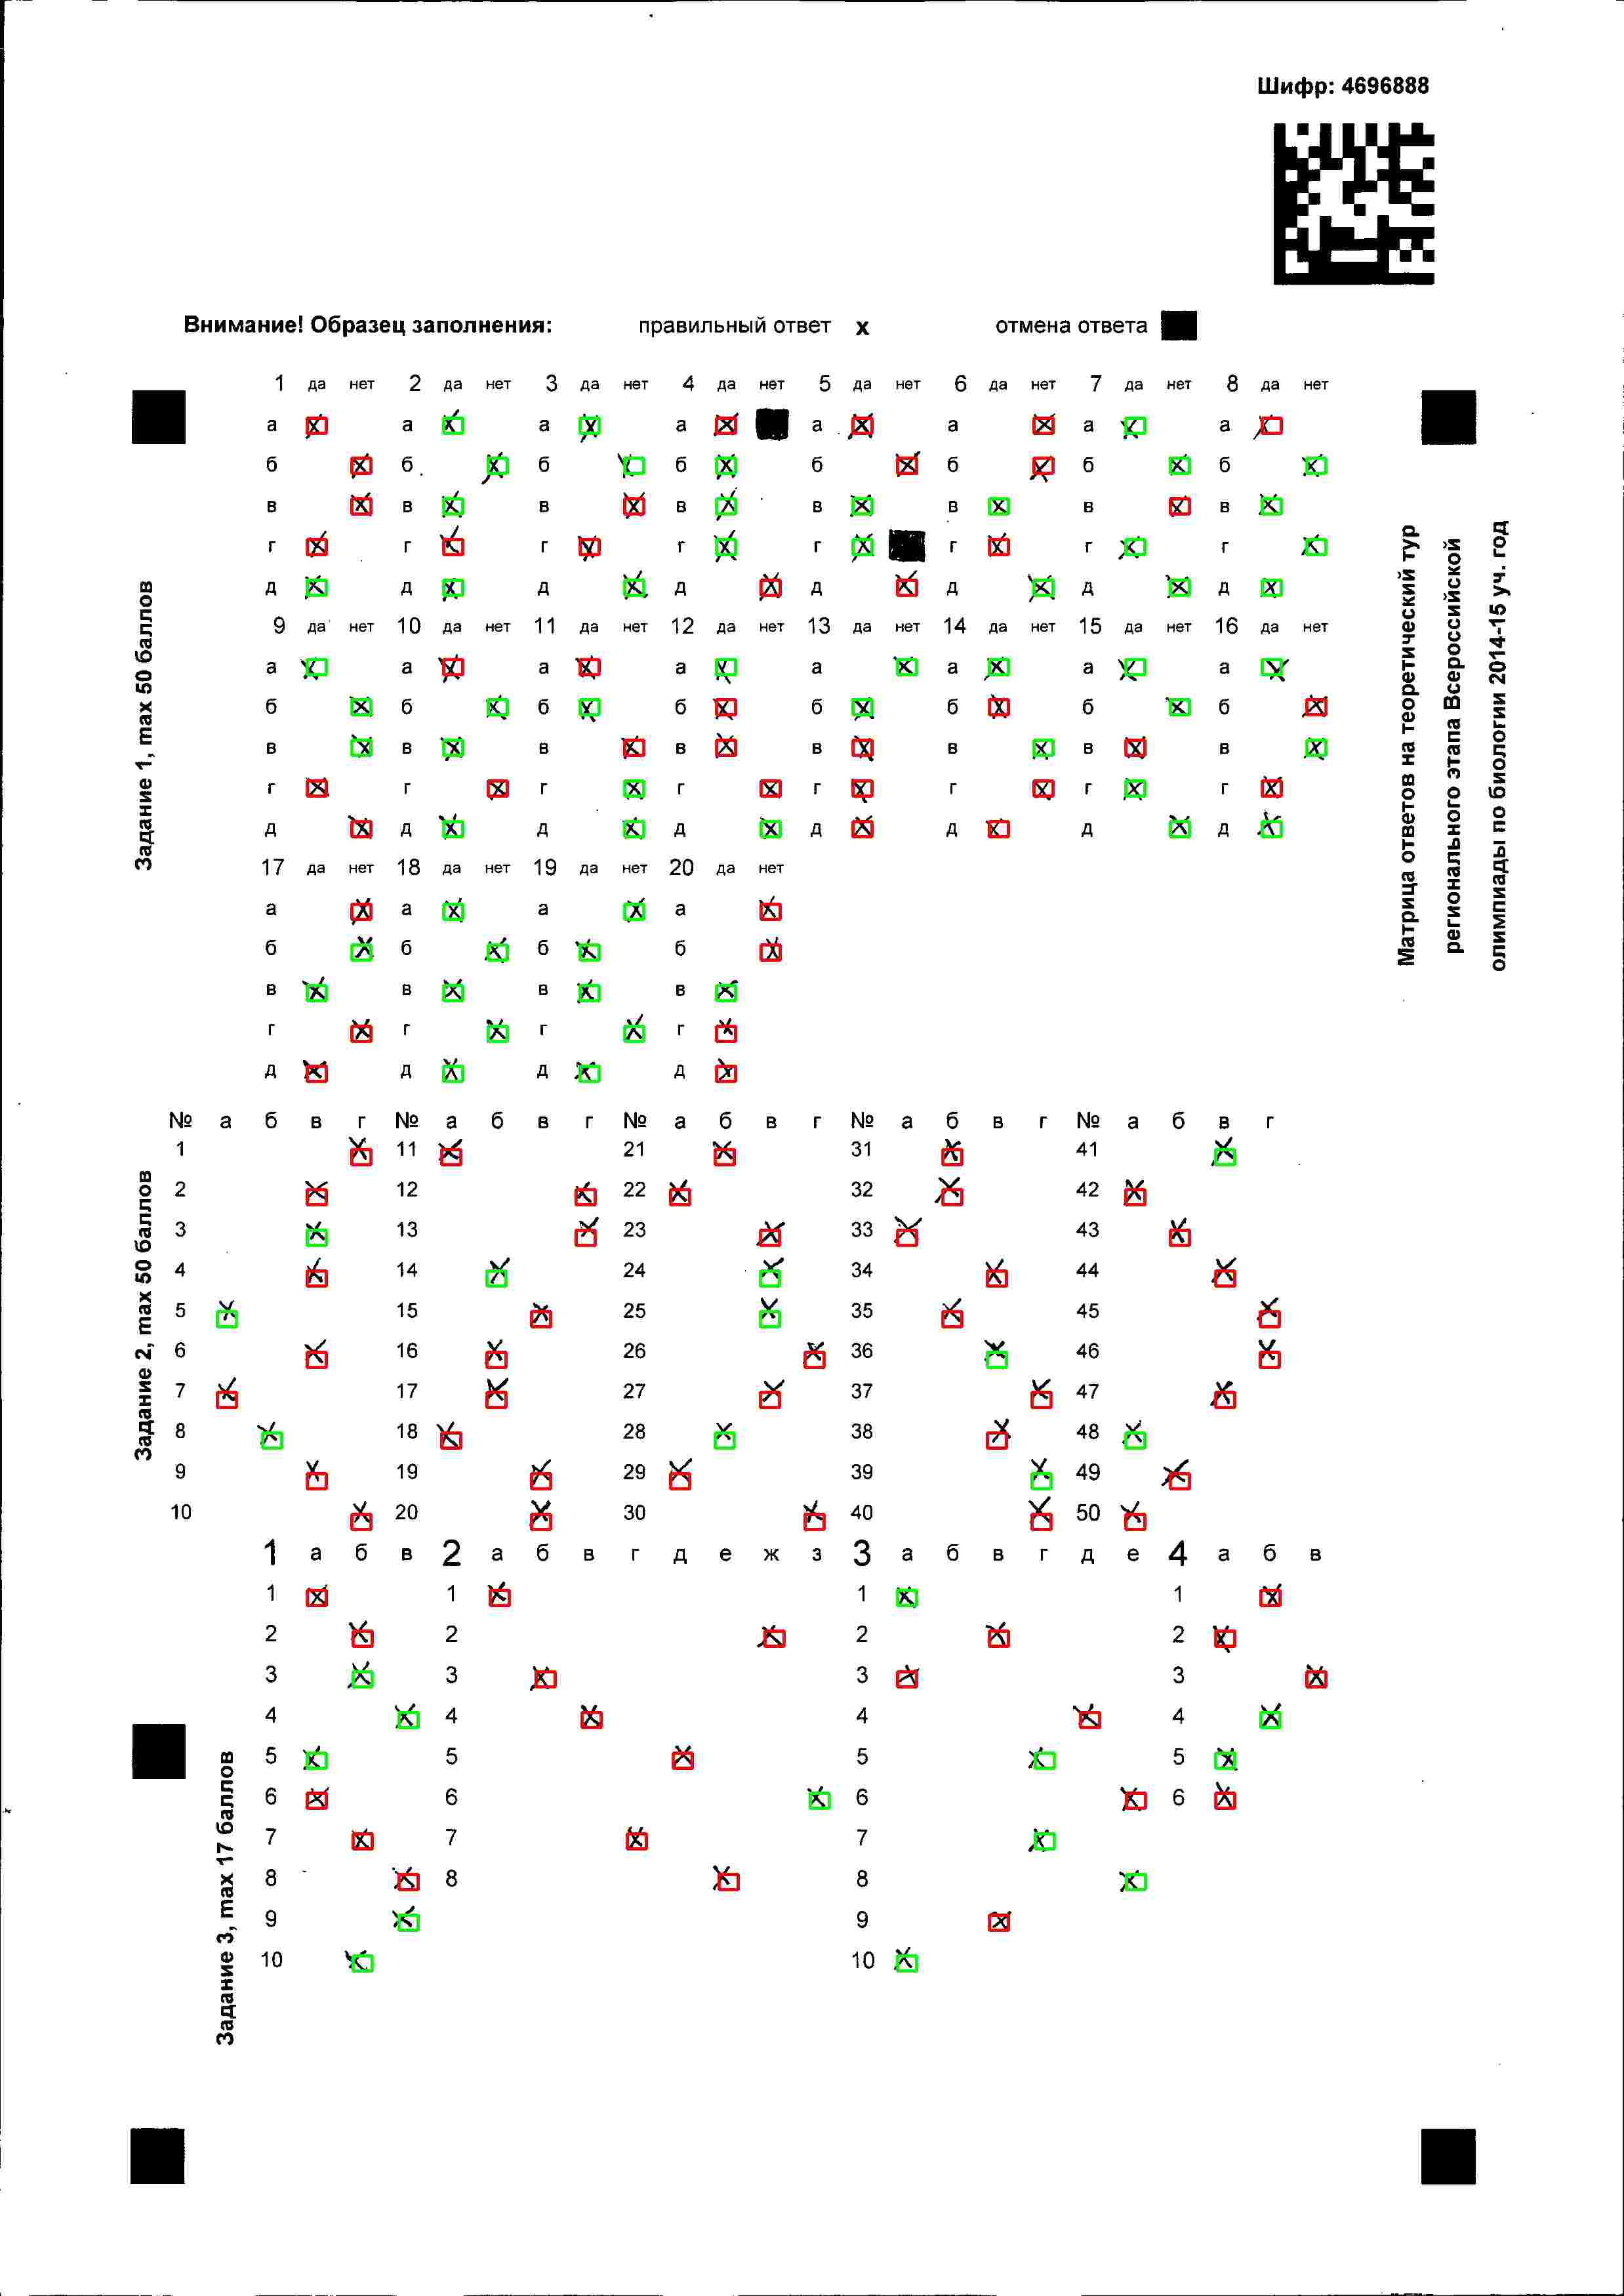 Шифр: 4696888
Внимание! Образец заполнения: правильный ответ х отмена ответа
1 да нет 2 да нет 3 да нет 4 да нет 5 да нет 6 да нет 7 да нет 8 да нет
а а а а а а а а
б б б б б б б б
в в в в в в в в
г г г г г г г г
д д д д д д д д
9 да нет 10 да нет 11 да нет 12 да нет 13 да нет 14 да нет 15 да нет 16 да нет
а а а а а а а а
б б б б б б б б
в в в в в в в в
г г г г г г г г
д д д д д д д д
17 да нет 18 да нет 19 да нет 20 да нет
а а а а
б б б б
в в в в
г г г г
д д д д
Задание 1, max 50 баллов
Матрица ответов на теоретический тур
регионального этапа Всероссийской
олимпиады по биологии 2014-15 уч. год
№ а б в г № а б в г № а б в г № а б в г № а б в г
1 11 21 31 41
2 12 22 32 42
3 13 23 33 43
4 14 24 34 44
5 15 25 35 45
6 16 26 36 46
7 17 27 37 47
8 18 28 38 48
9 19 29 39 49
10 20 30 40 50
Задание 2, max 50 баллов
1 а б в 2 а б в г д е ж з 3 а б в г д е 4 а б в
1 1 1 1
2 2 2 2
3 3 3 3
4 4 4 4
5 5 5 5
6 6 6 6
7 7 7
8 8 8
9 9
10 10
Задание 3, max 17 баллов